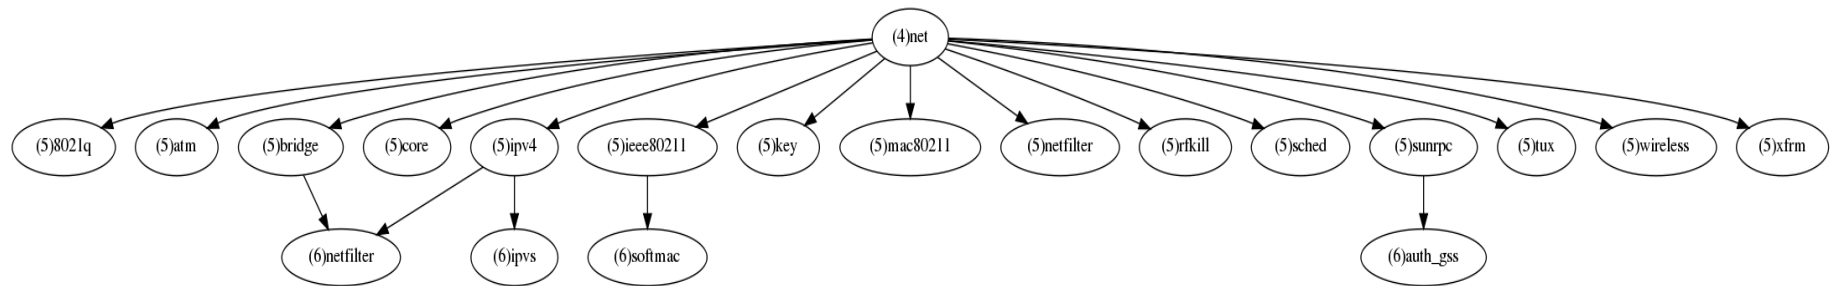 (4)net
(5)8021q
(5)atm
(5)bridge
(5)core
(5)ipv4
(5)ieee80211
(5)key
(5)mac80211
(5)netfilter
(5)rfkill
(5)sched
(5)sunrpc
(5)tux
(5)wireless
(5)xfrm
(6)netfilter
(6)ipvs
(6)softmac
(6)auth_gss